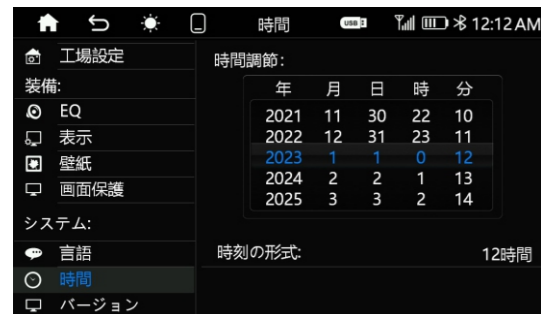 時間
USB
12:12 AM
工場設定
装備:
EQ
表示
壁紙
画面保護
システム:
言語
時間
バージョン
時間調節:
年 月 日 時 分
2021 11 30 22 10
2022 12 31 23 11
2023 1 1 0 12
2024 2 2 1 13
2025 3 3 2 14
時刻の形式: 12時間